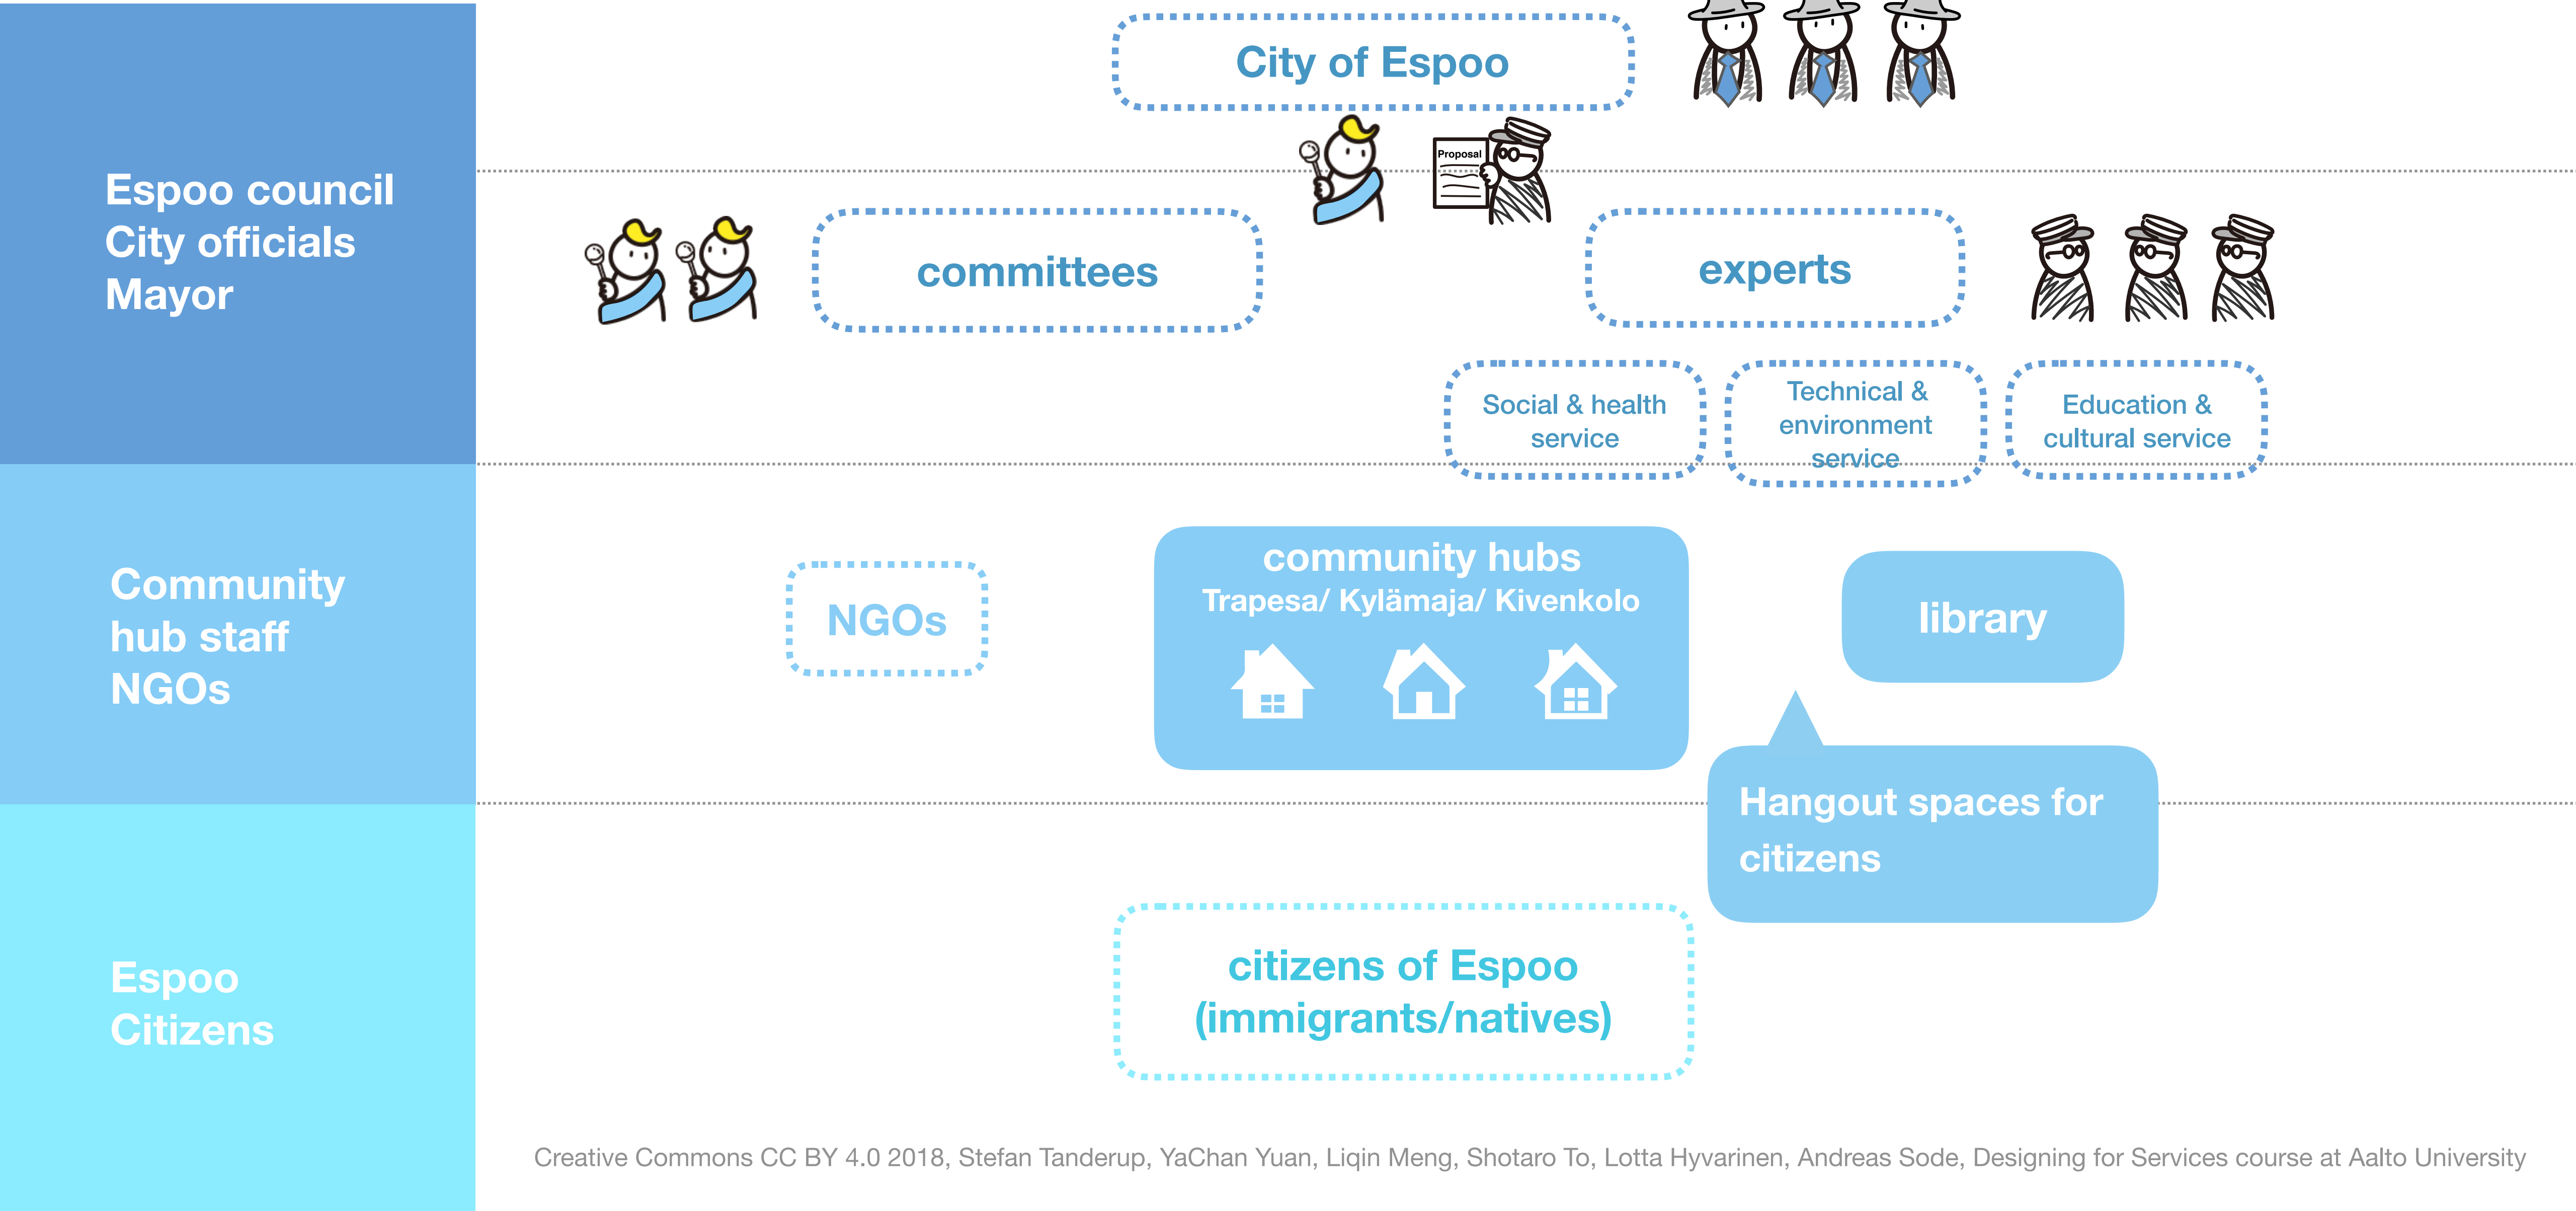 City of Espoo
Proposal
Espoo council
City officials
Mayor
committees
experts
Social & health
service
Technical &
environment
service
Education &
cultural service
Community
hub staff
NGOs
NGOs
community hubs
Trapesa/ Kylämaja/ Kivenkolo
library
Hangout spaces for
citizens
Espoo
Citizens
citizens of Espoo
(immigrants/natives)
Creative Commons CC BY 4.0 2018, Stefan Tanderup, YaChan Yuan, Liqin Meng, Shotaro To, Lotta Hyvarinen, Andreas Sode, Designing for Services course at Aalto University